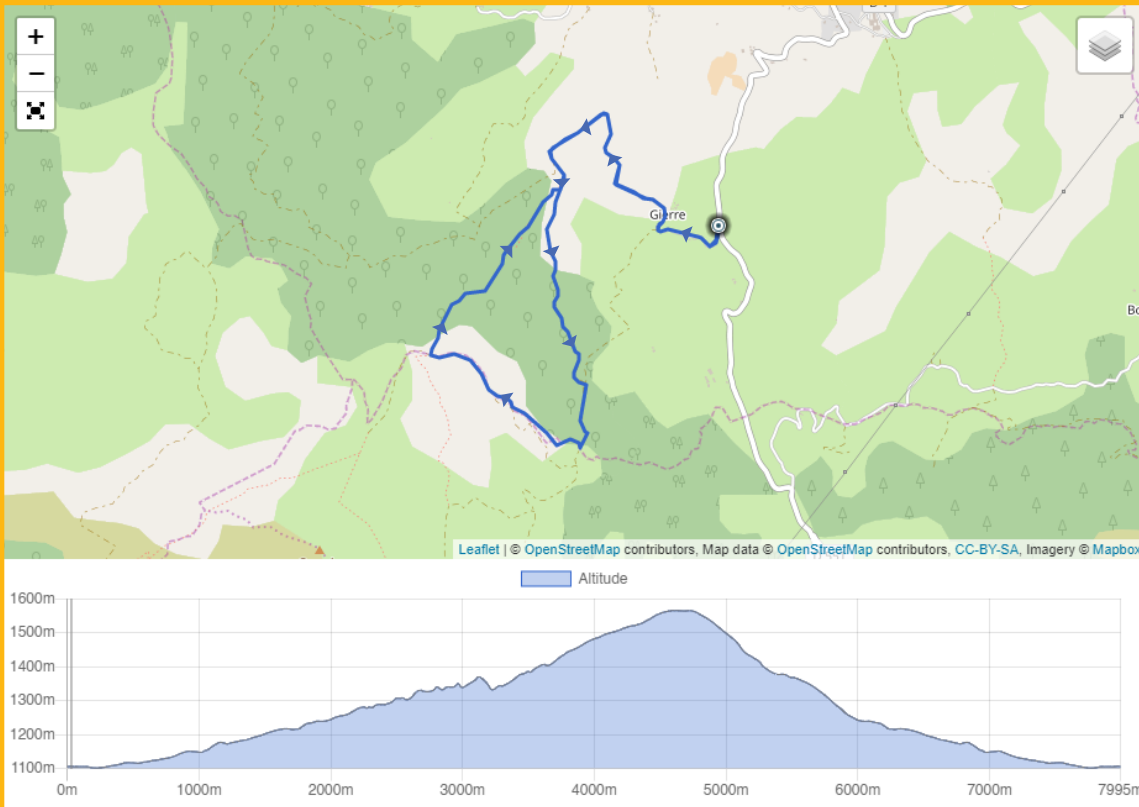 +
−
Gierre
Leaflet | © OpenStreetMap contributors, Map data © OpenStreetMap contributors, CC-BY-SA, Imagery © Mapbox
Altitude
1600m
1500m
1400m
1300m
1200m
1100m
0m 1000m 2000m 3000m 4000m 5000m 6000m 7000m 7995m